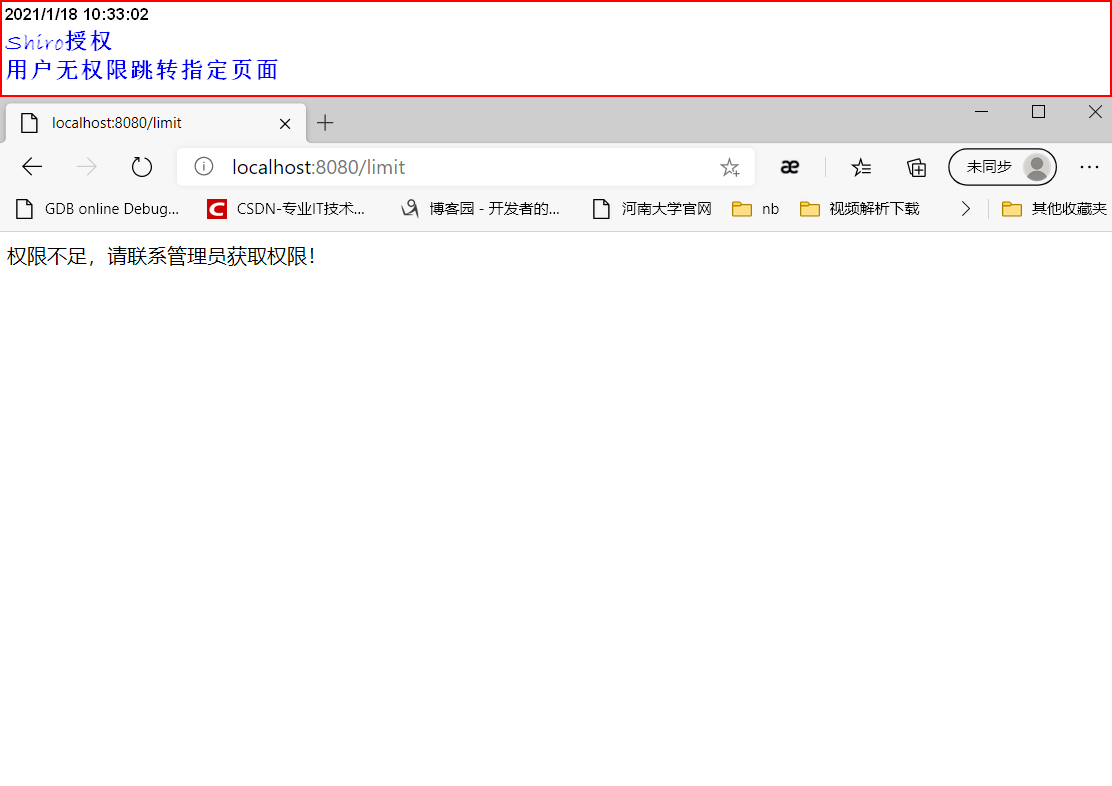 2021/1/18 10:33:02
Shiro授权
用户无权限跳转指定页面
localhost:8080/limit
localhost:8080/limit
未同步
GDB online Debug...
CSDN-专业IT技术...
博客园 - 开发者的...
河南大学官网
nb
视频解析下载
其他收藏夹
权限不足，请联系管理员获取权限！